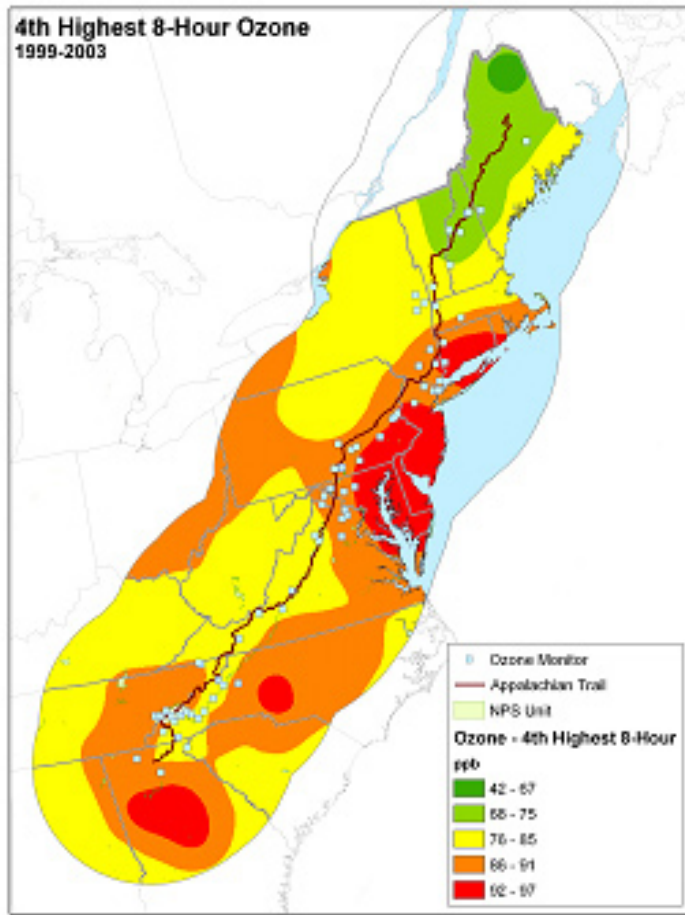 4th Highest 8-Hour Ozone
1999-2003
Ozone Monitor
Appalachian Trail
NPS Unit
Ozone - 4th Highest 8-Hour
ppb
42 - 67
68 - 75
76 - 85
86 - 91
92 - 97